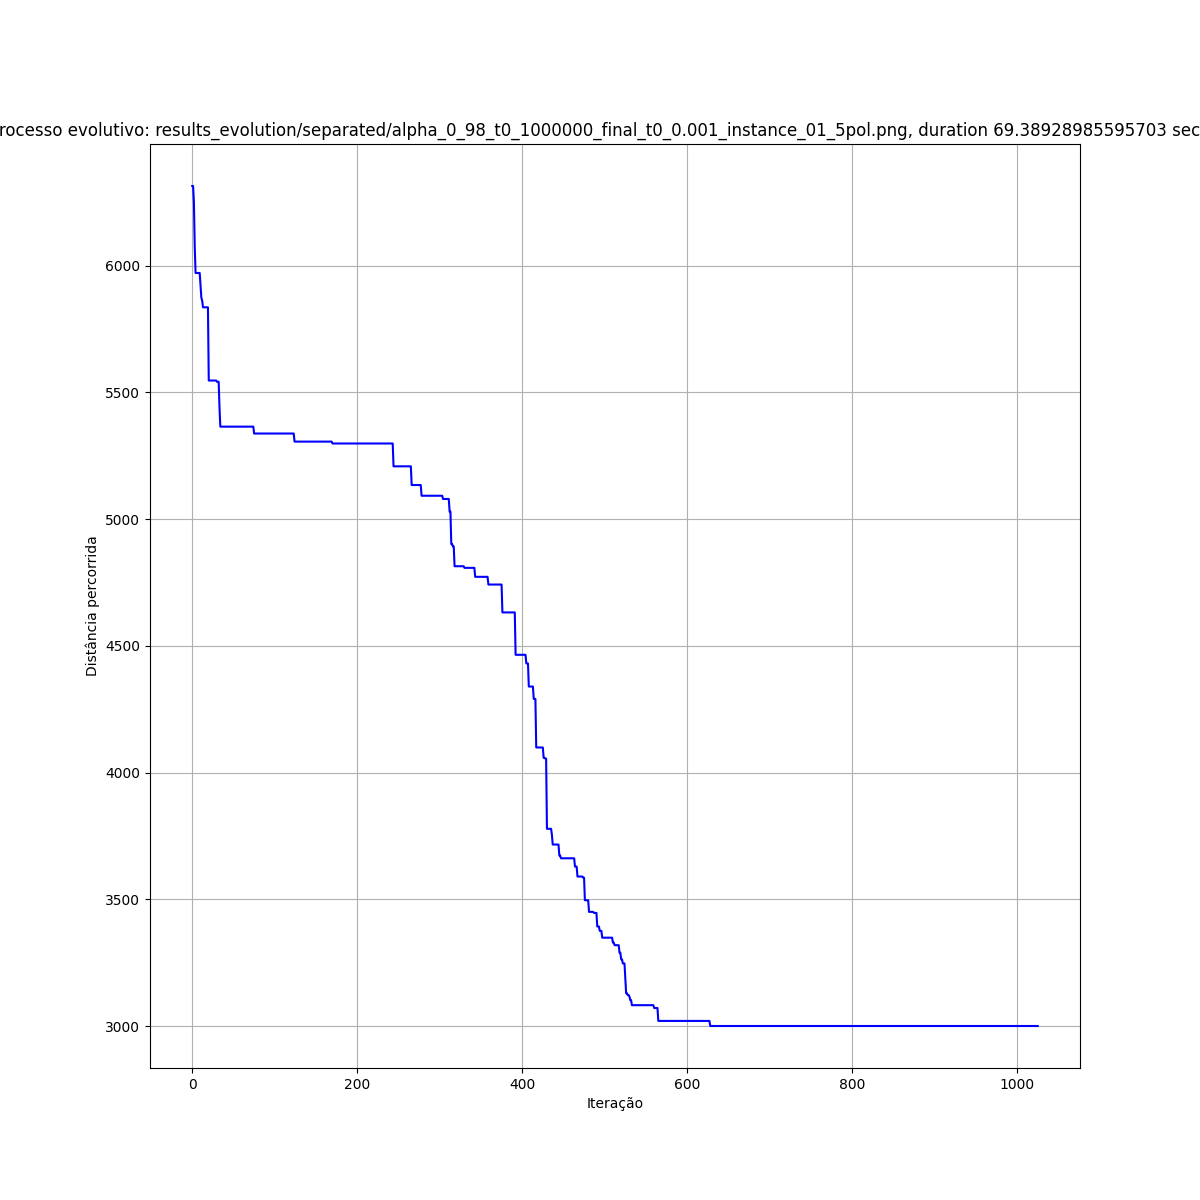 rocesso evolutivo: results_evolution/separated/alpha_0_98_t0_1000000_final_t0_0.001_instance_01_5pol.png, duration 69.38928985595703 sec
6000
5500
5000
4500
4000
3500
3000
Distância percorrida
0 200 400 600 800 1000
Iteração